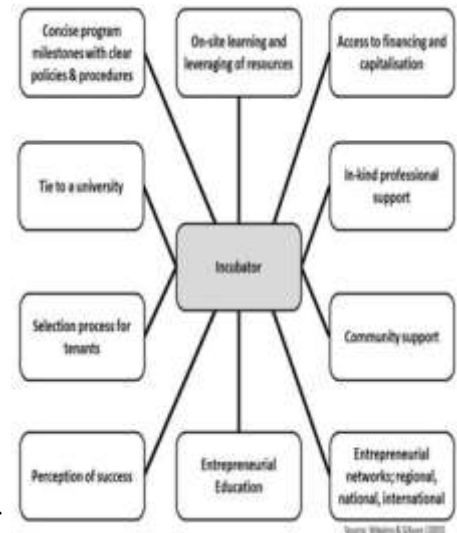 Concise program
milestones with clear
policies & procedures
On-site learning and
leveraging of resources
Access to financing and
capitalisation
Tie to a university
In-kind professional
support
Incubator
Selection process for
tenants
Community support
Perception of success
Entrepreneurial
Education
Entrepreneurial
networks; regional,
national, international